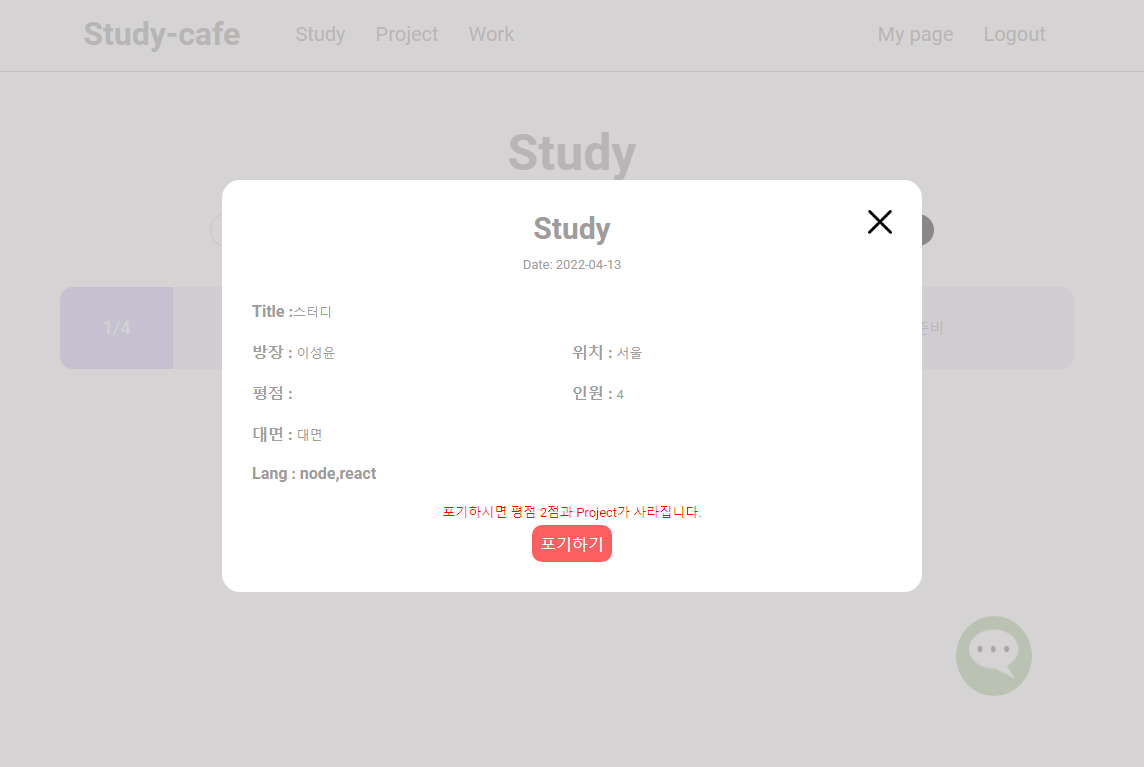 Study-cafe Study Project Work My page Logout
Study
Study
Date: 2022-04-13
Title :스터디
1/4
방장 : 이성윤 위치 : 서울
평점 : 인원 : 4
대면 : 대면
Lang : node,react
포기하시면 평점 2점과 Project가 사라집니다.
포기하기